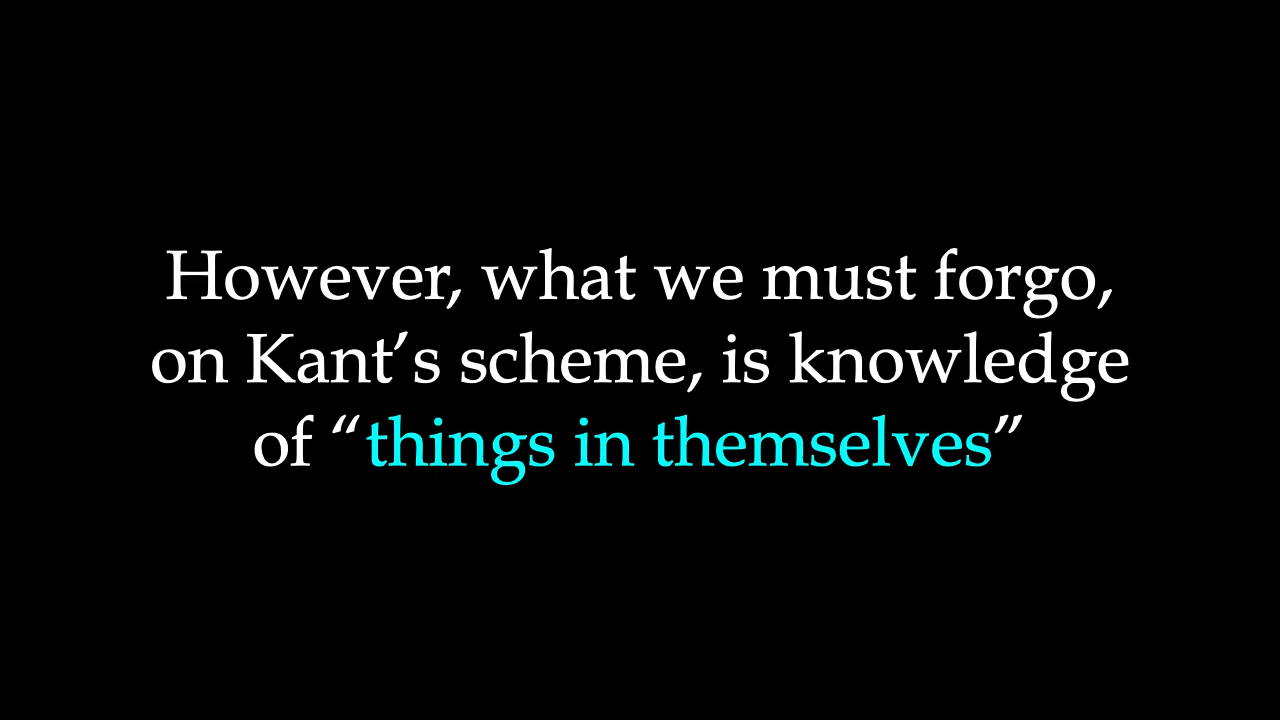 However, what we must forgo,
on Kant’s scheme, is knowledge
of “things in themselves”